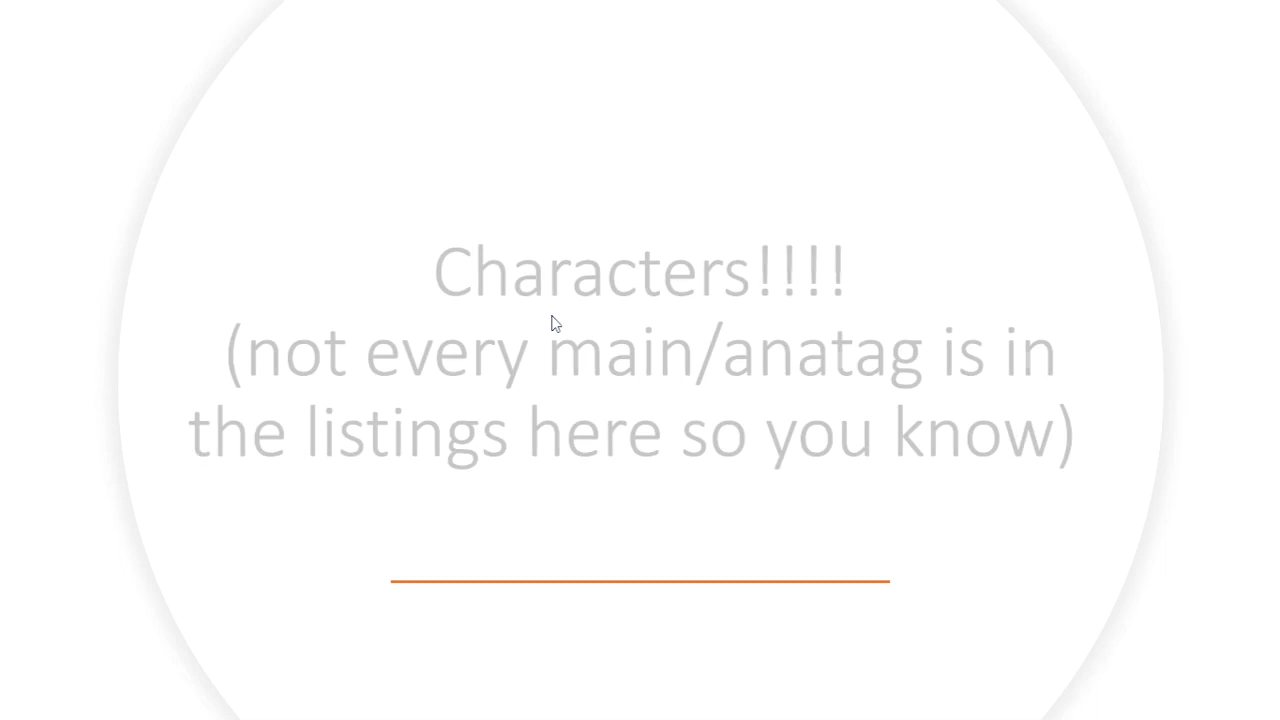 Characters!!!!
(not every main/anatag is in
the listings here so you know)